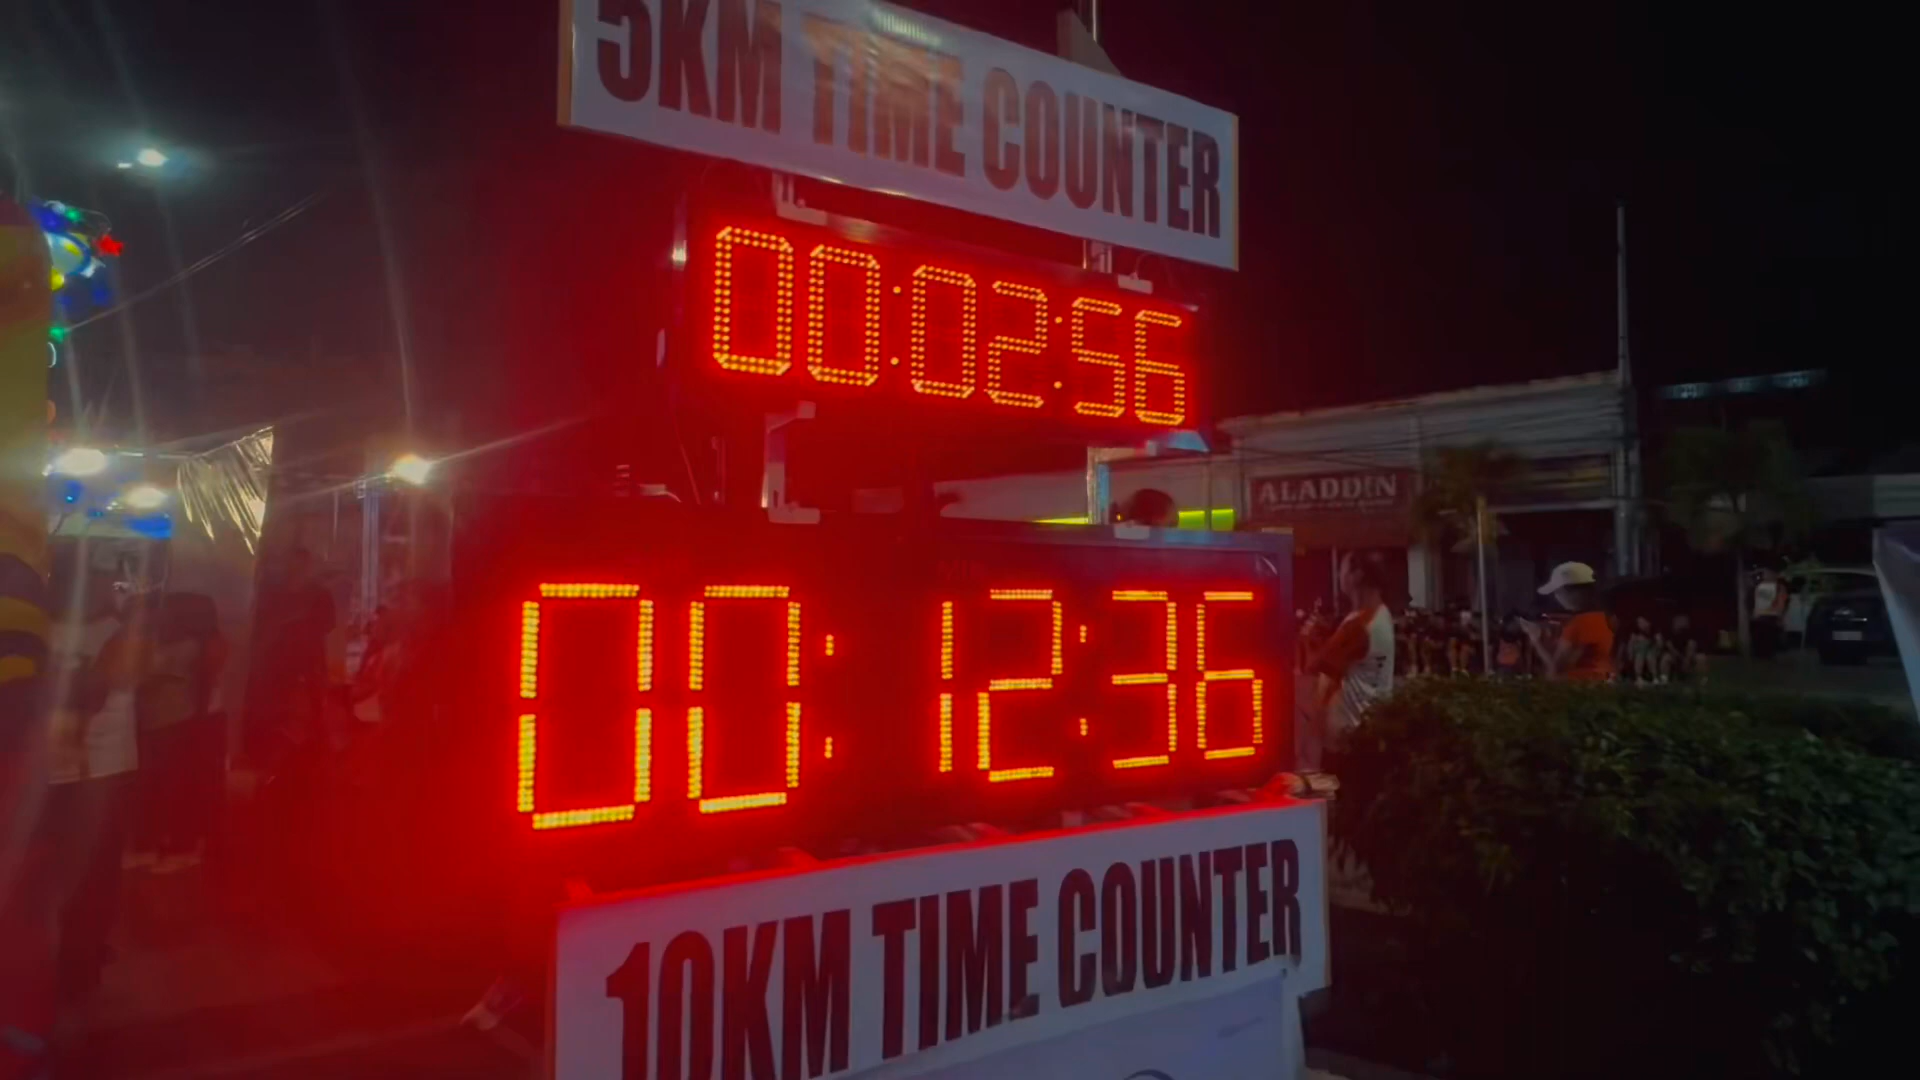 5KM TIME COUNTER
00:02:56
ALADDIN
00:12:36
10KM TIME COUNTER